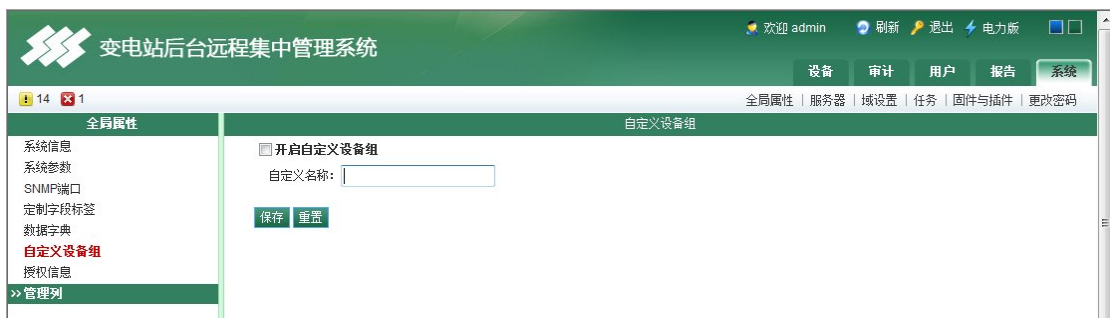 变电站后台远程集中管理系统
欢迎 admin 刷新 退出 电力版
设备 审计 用户 报告 系统
14 1
全局属性 | 服务器 | 域设置 | 任务 | 固件与插件 | 更改密码
全局属性
自定义设备组
系统信息
系统参数
SNMP端口
定制字段标签
数据字典
自定义设备组
授权信息
>>管理列
开启自定义设备组
自定义名称：
保存 重置